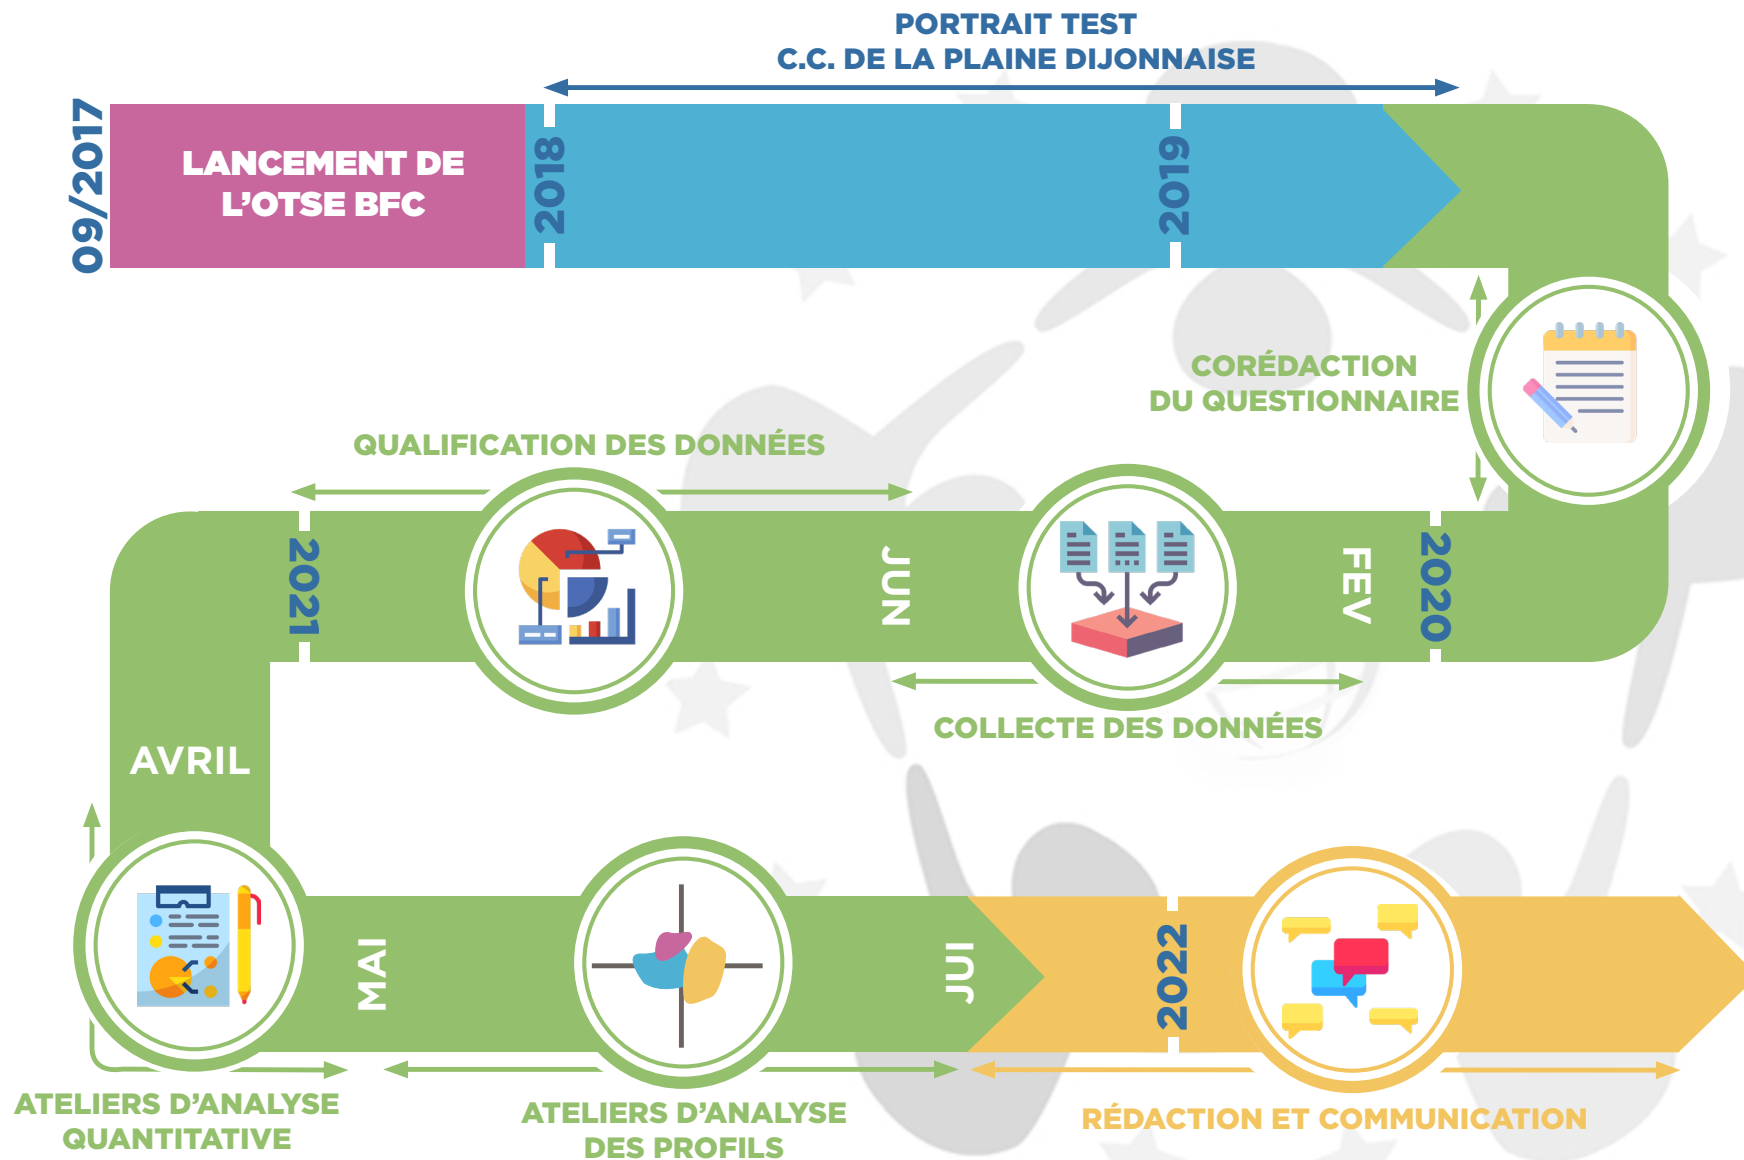 PORTRAIT TEST
C.C. DE LA PLAINE DIJONNAISE
09/2017
LANCEMENT DE
L'OTSE BFC
2018
2019
CORÉDACTION
DU QUESTIONNAIRE
2020
FEV
COLLECTE DES DONNÉES
JUN
QUALIFICATION DES DONNÉES
2021
AVRIL
ATELIERS D'ANALYSE
QUANTITATIVE
MAI
ATELIERS D'ANALYSE
DES PROFILS
JUI
2022
RÉDACTION ET COMMUNICATION